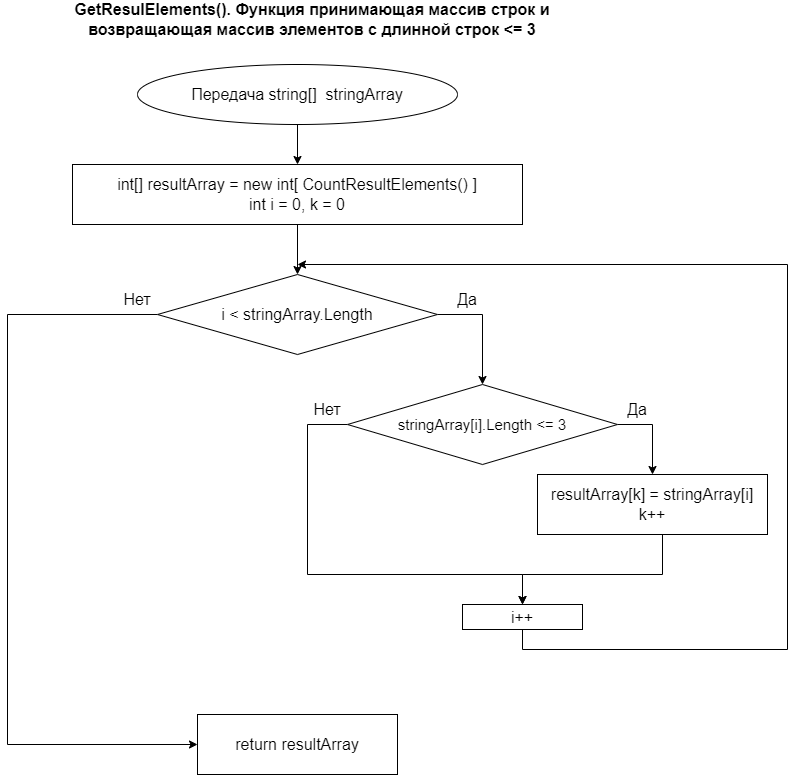 GetResulElements(). Функция принимающая массив строк и
возвращающая массив элементов с длинной строк <= 3
Передача string[]  stringArray
int[] resultArray = new int[ CountResultElements() ]
int i = 0, k = 0
Нет
Да
i < stringArray.Length
Нет
Да
stringArray[i].Length <= 3
resultArray[k] = stringArray[i]
k++
i++
return resultArray